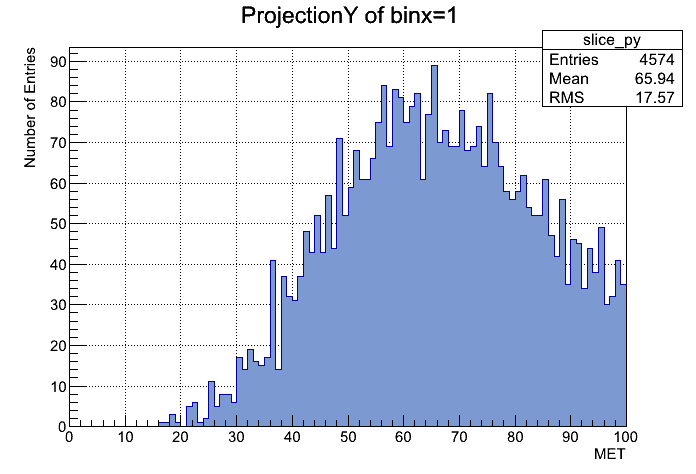 ProjectionY of binx=1
slice_py
Entries 4574
Mean 65.94
RMS 17.57
Number of Entries
90
80
70
60
50
40
30
20
10
0
0 10 20 30 40 50 60 70 80 90 100
MET